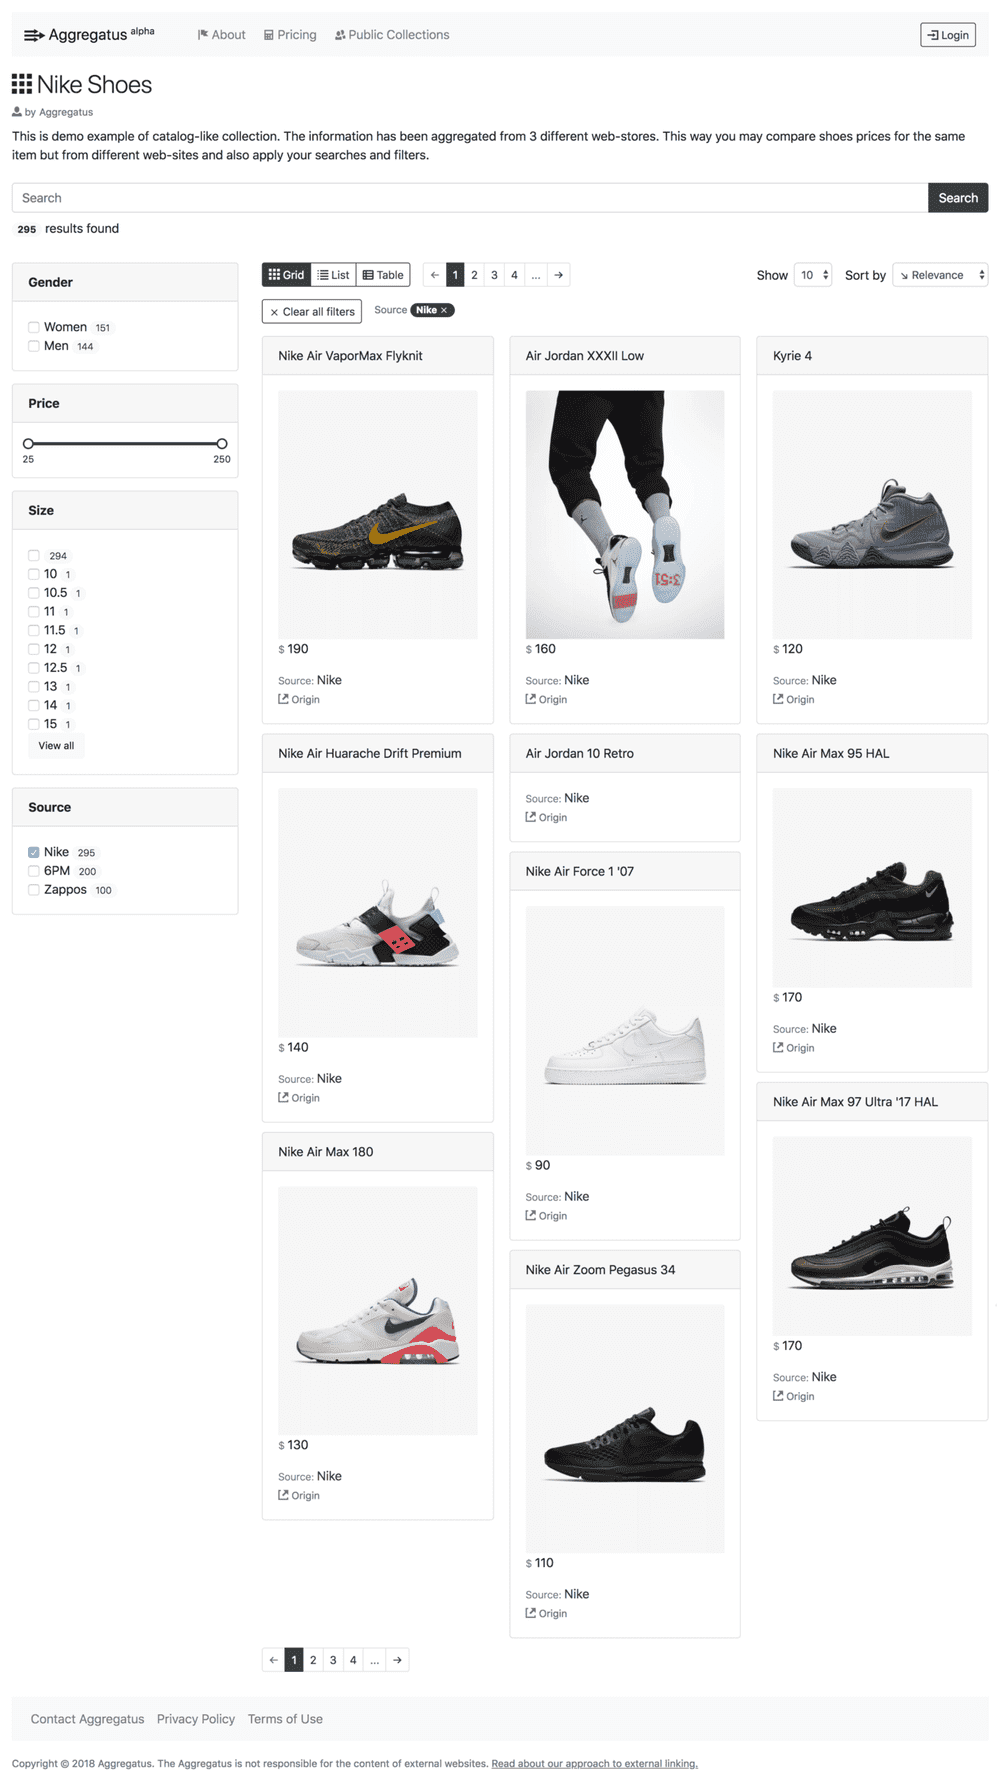 Aggregatus alpha
About
Pricing
Public Collections
Login
Nike Shoes
by Aggregatus
This is demo example of catalog-like collection. The information has been aggregated from 3 different web-stores. This way you may compare shoes prices for the same
item but from different web-sites and also apply your searches and filters.
Search
Search
295 results found
Gender
Women 151
Men 144
Price
25 250
Size
294
10 1
10.5 1
11 1
11.5 1
12 1
12.5 1
13 1
14 1
15 1
View all
Source
Nike 295
6PM 200
Zappos 100
Grid List Table
← 1 2 3 4 ... →
Show 10
Sort by ↘ Relevance
× Clear all filters
Source Nike ×
Nike Air VaporMax Flyknit
$ 190
Source: Nike
Origin
Air Jordan XXXII Low
3:51
$ 160
Source: Nike
Origin
Kyrie 4
$ 120
Source: Nike
Origin
Nike Air Huarache Drift Premium
$ 140
Source: Nike
Origin
Air Jordan 10 Retro
Source: Nike
Origin
Nike Air Max 95 HAL
$ 170
Source: Nike
Origin
Nike Air Force 1 '07
$ 90
Source: Nike
Origin
Nike Air Max 97 Ultra '17 HAL
$ 170
Source: Nike
Origin
Nike Air Max 180
$ 130
Source: Nike
Origin
Nike Air Zoom Pegasus 34
$ 110
Source: Nike
Origin
← 1 2 3 4 ... →
Contact Aggregatus Privacy Policy Terms of Use
Copyright © 2018 Aggregatus. The Aggregatus is not responsible for the content of external websites. Read about our approach to external linking.